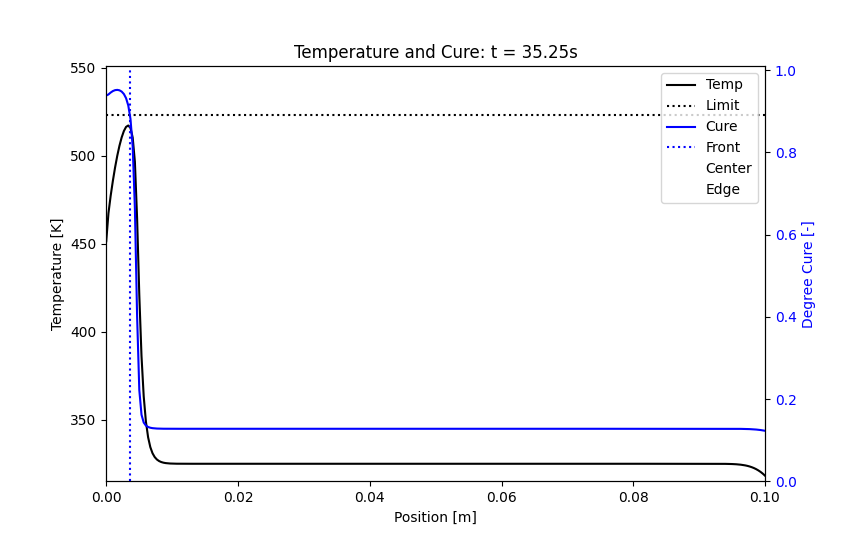 Temperature and Cure: t = 35.25s
550
500
450
400
350
Temperature [K]
1.0
0.8
0.6
0.4
0.2
0.0
Degree Cure [-]
Temp
Limit
Cure
Front
Center
Edge
0.00
0.02
0.04
0.06
0.08
0.10
Position [m]